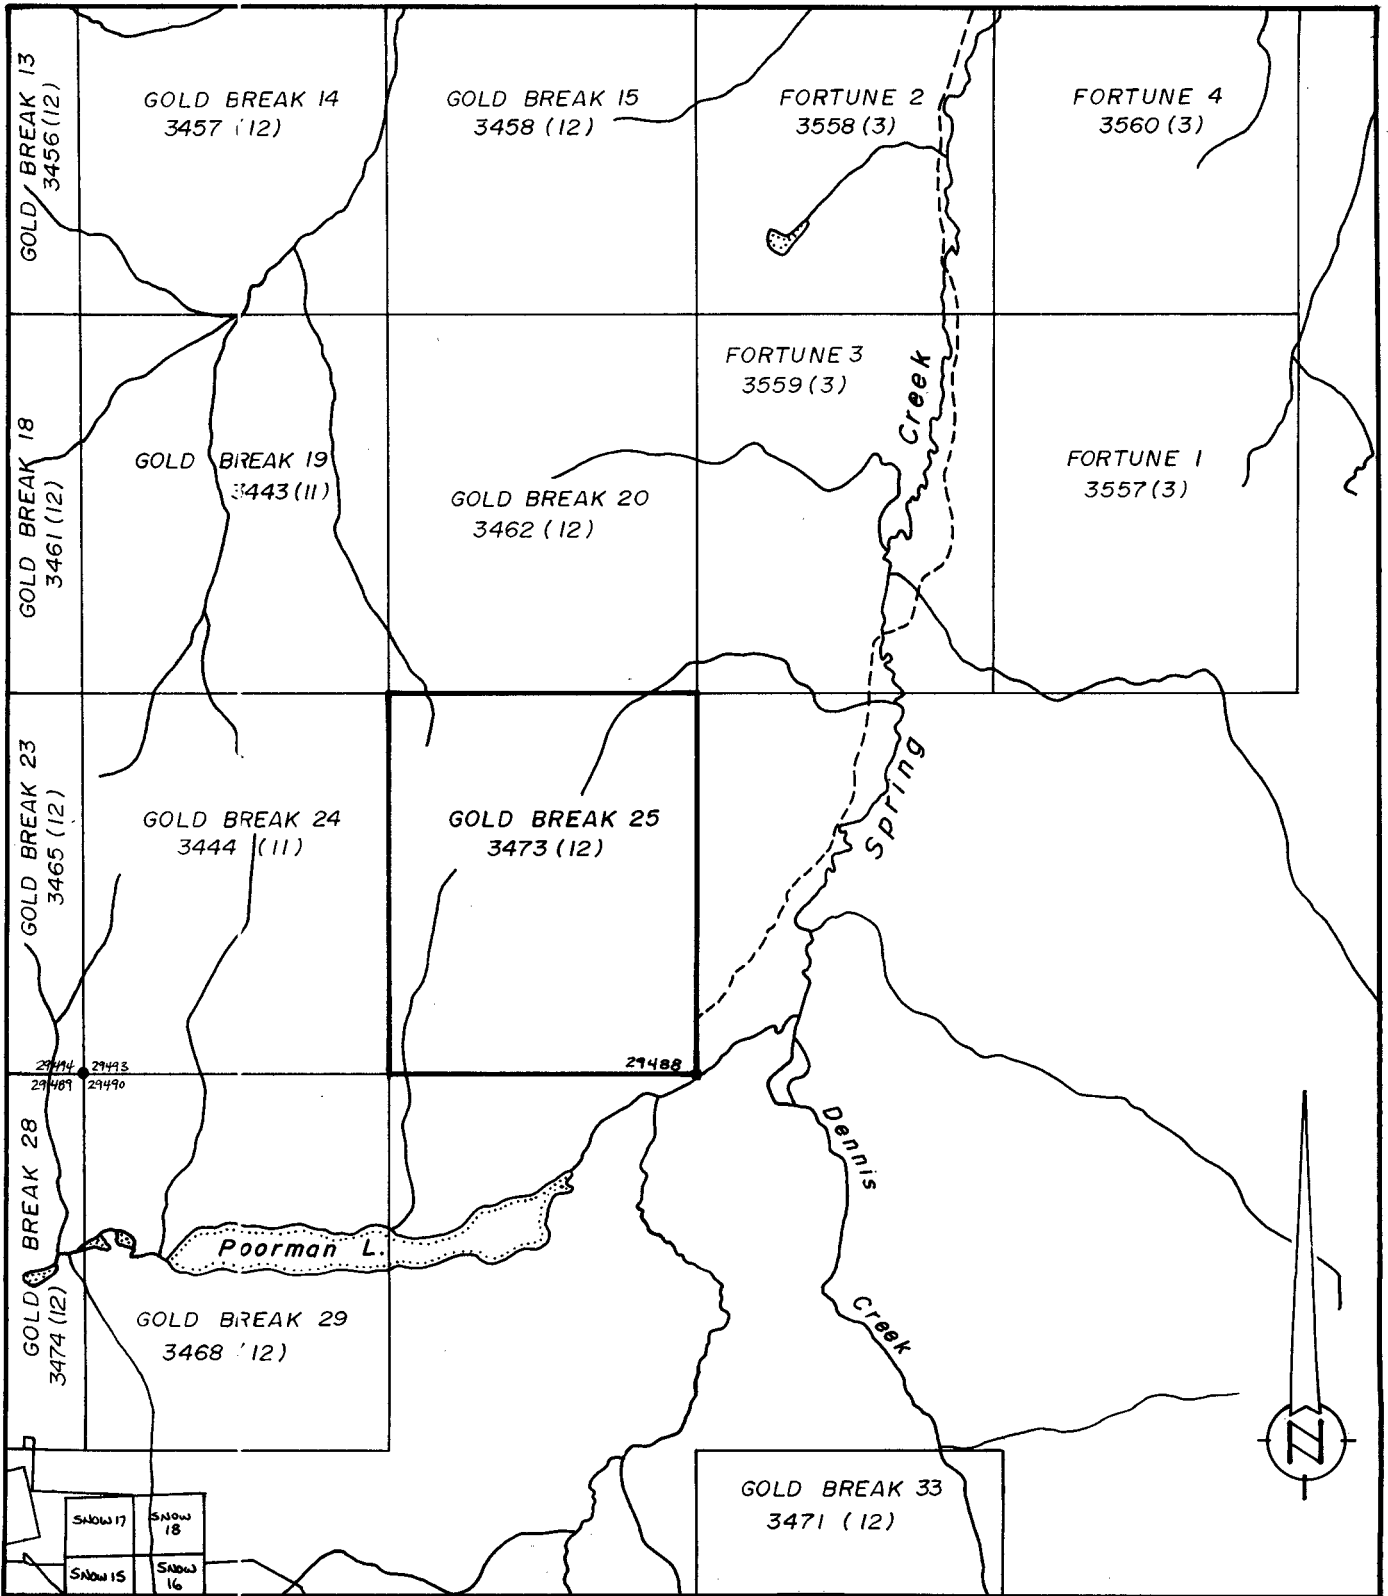 GOLD BREAK 13
3456 (12)
GOLD BREAK 14
3457 (12)
GOLD BREAK 15
3458 (12)
FORTUNE 2
3558 (3)
FORTUNE 4
3560 (3)
GOLD BREAK 18
3461 (12)
GOLD BREAK 19
3443 (11)
GOLD BREAK 20
3462 (12)
FORTUNE 3
3559 (3)
Creek
FORTUNE 1
3557 (3)
GOLD BREAK 23
3465 (12)
GOLD BREAK 24
3444 (11)
GOLD BREAK 25
3473 (12)
Spring
29494 29493
29489 29490
29488
GOLD BREAK 28
3474 (12)
Poorman L.
Dennis
Creek
GOLD BREAK 29
3468 (12)
GOLD BREAK 33
3471 (12)
SNOW 17
SNOW
18
SNOW 15
SNOW
16
N